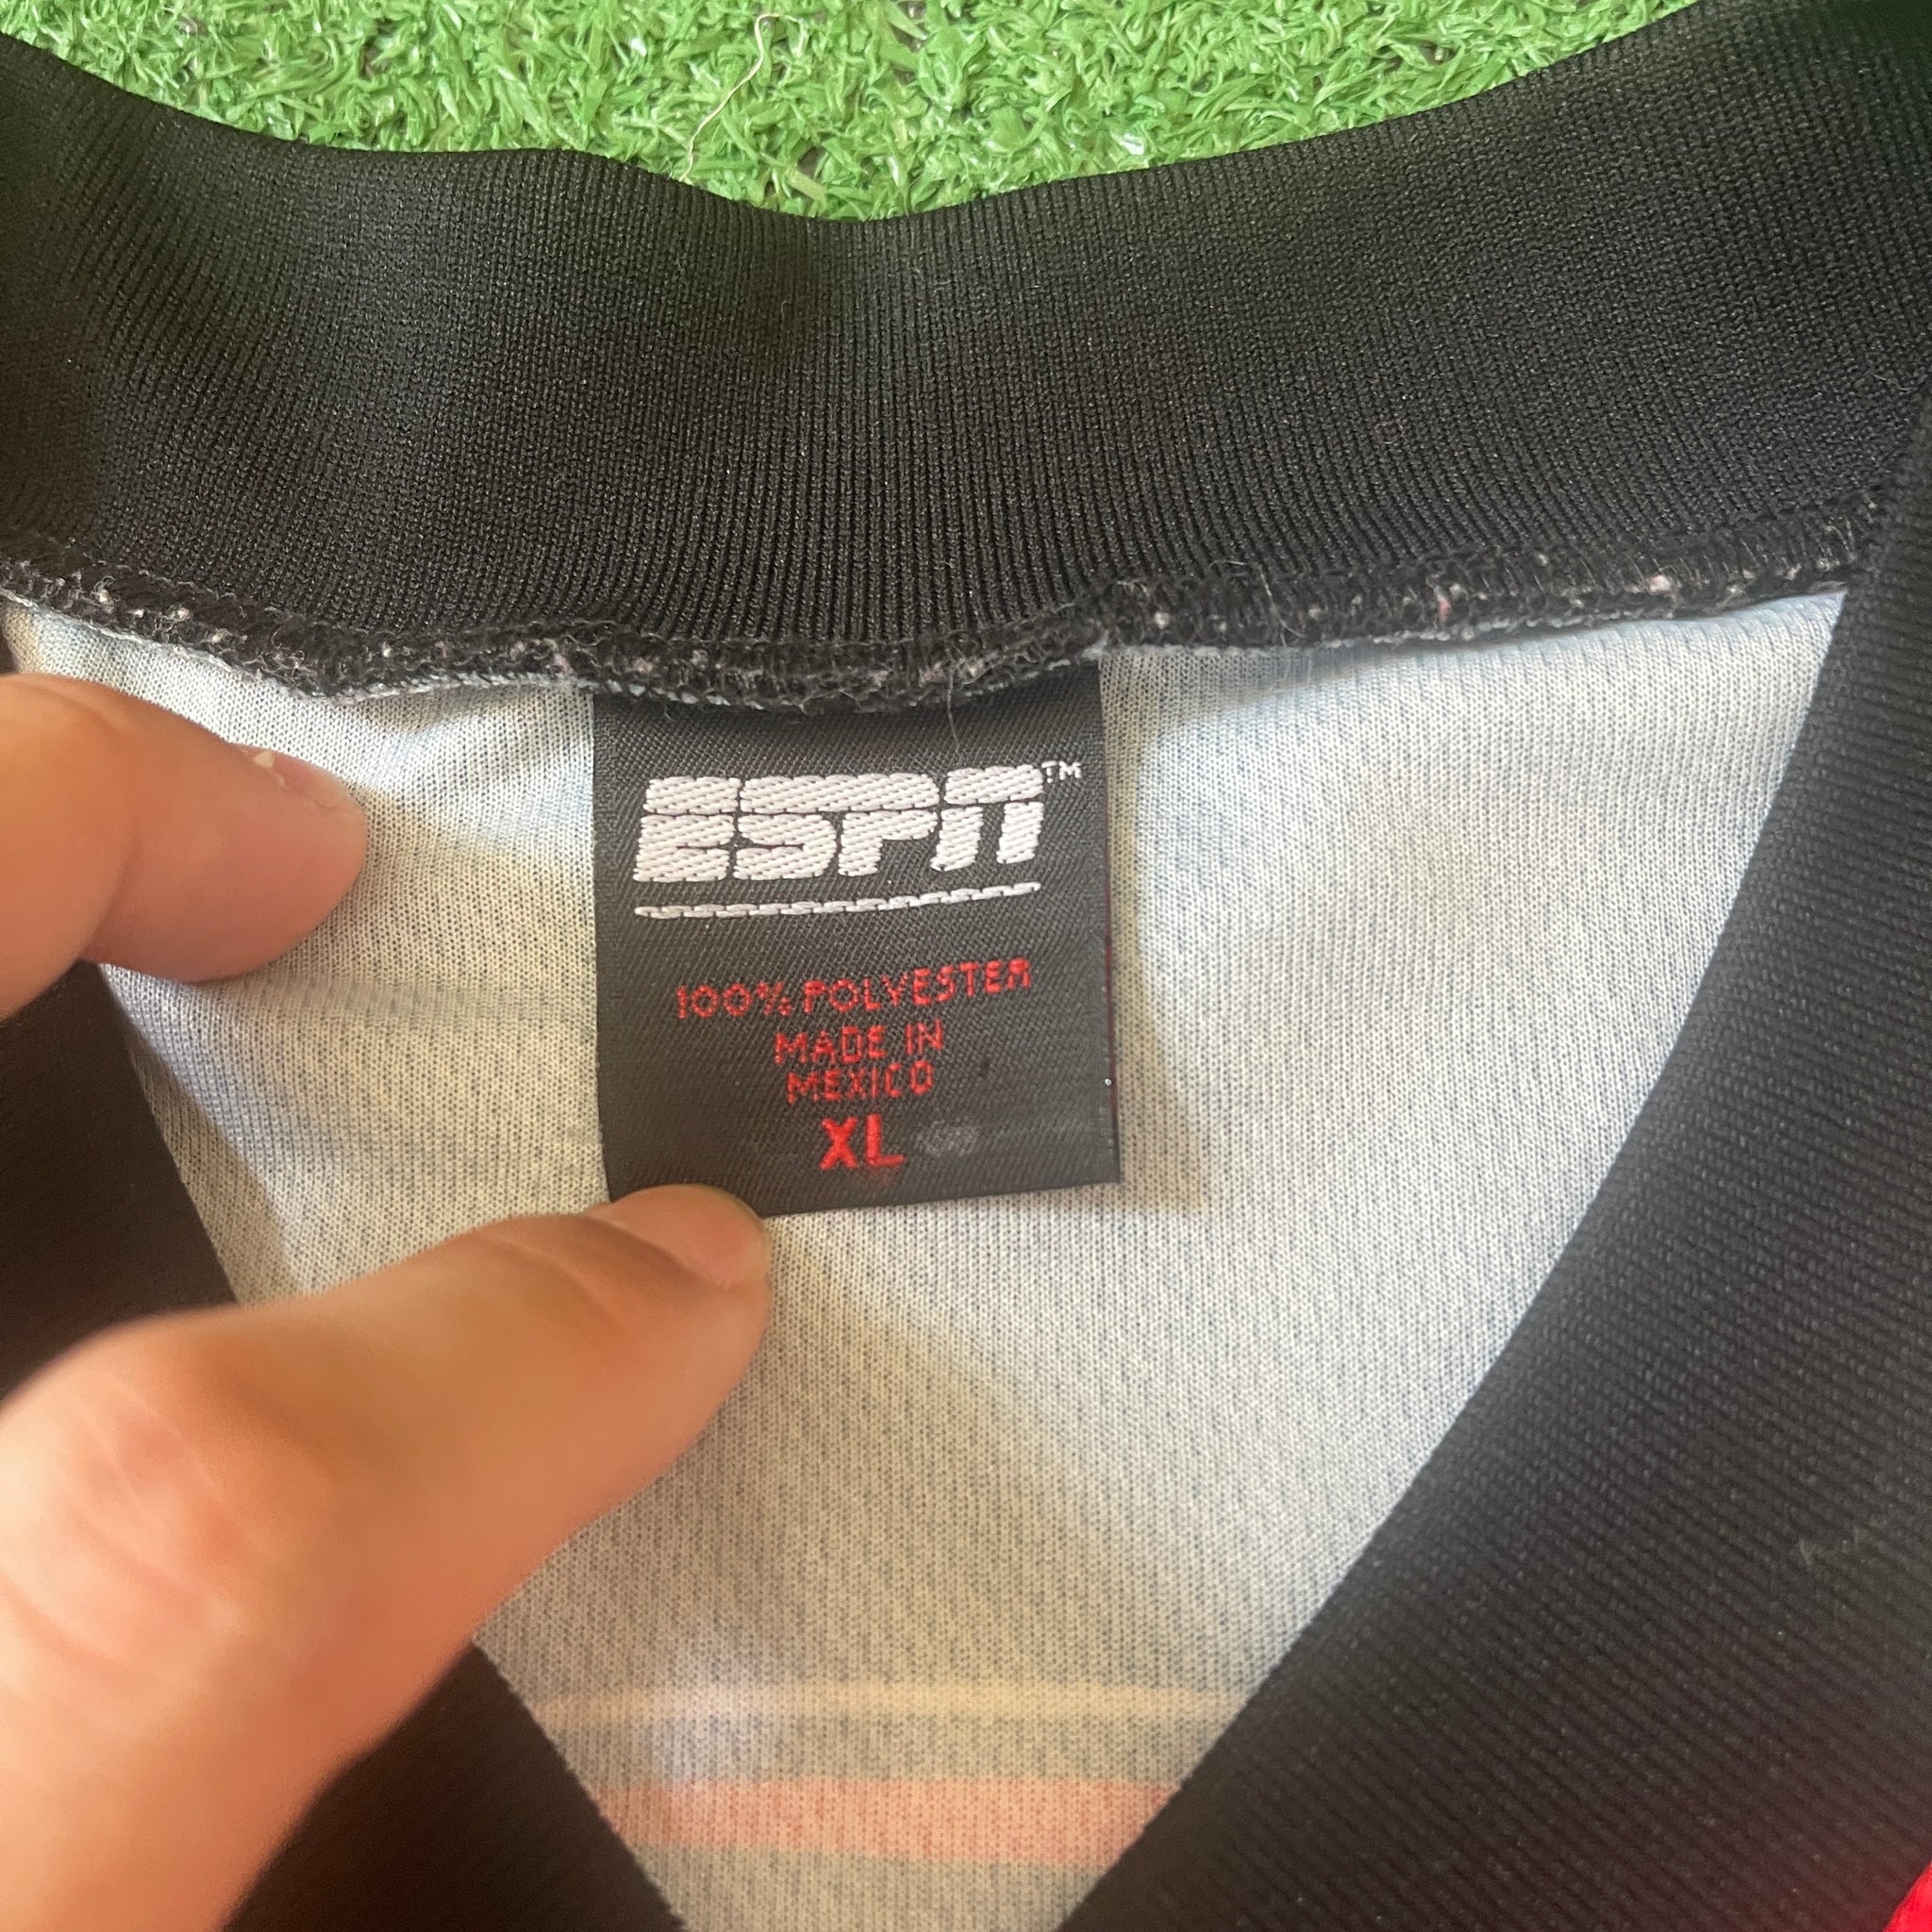 ESPN™
100% POLYESTER
MADE IN
MEXICO
XL